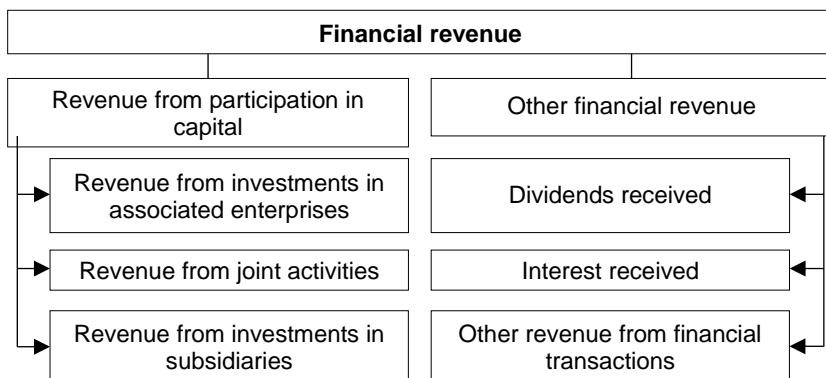 Financial revenue
Revenue from participation in
capital
Other financial revenue
Revenue from investments in
associated enterprises
Dividends received
Revenue from joint activities
Interest received
Revenue from investments in
subsidiaries
Other revenue from financial
transactions